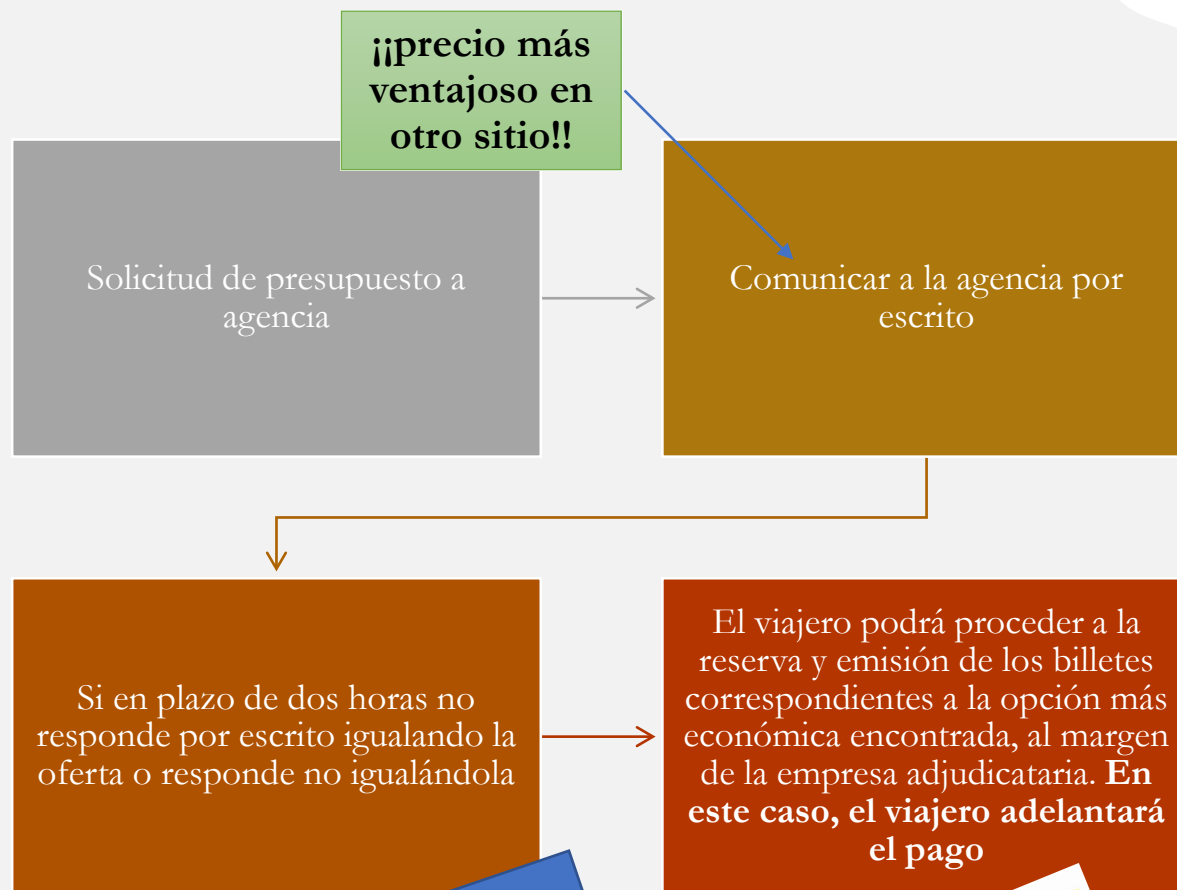 ¡¡precio más
ventajoso en
otro sitio!!
Solicitud de presupuesto a
agencia
Comunicar a la agencia por
escrito
Si en plazo de dos horas no
responde por escrito igualando la
oferta o responde no igualándola
El viajero podrá proceder a la
reserva y emisión de los billetes
correspondientes a la opción más
económica encontrada, al margen
de la empresa adjudicataria. En
este caso, el viajero adelantará
el pago